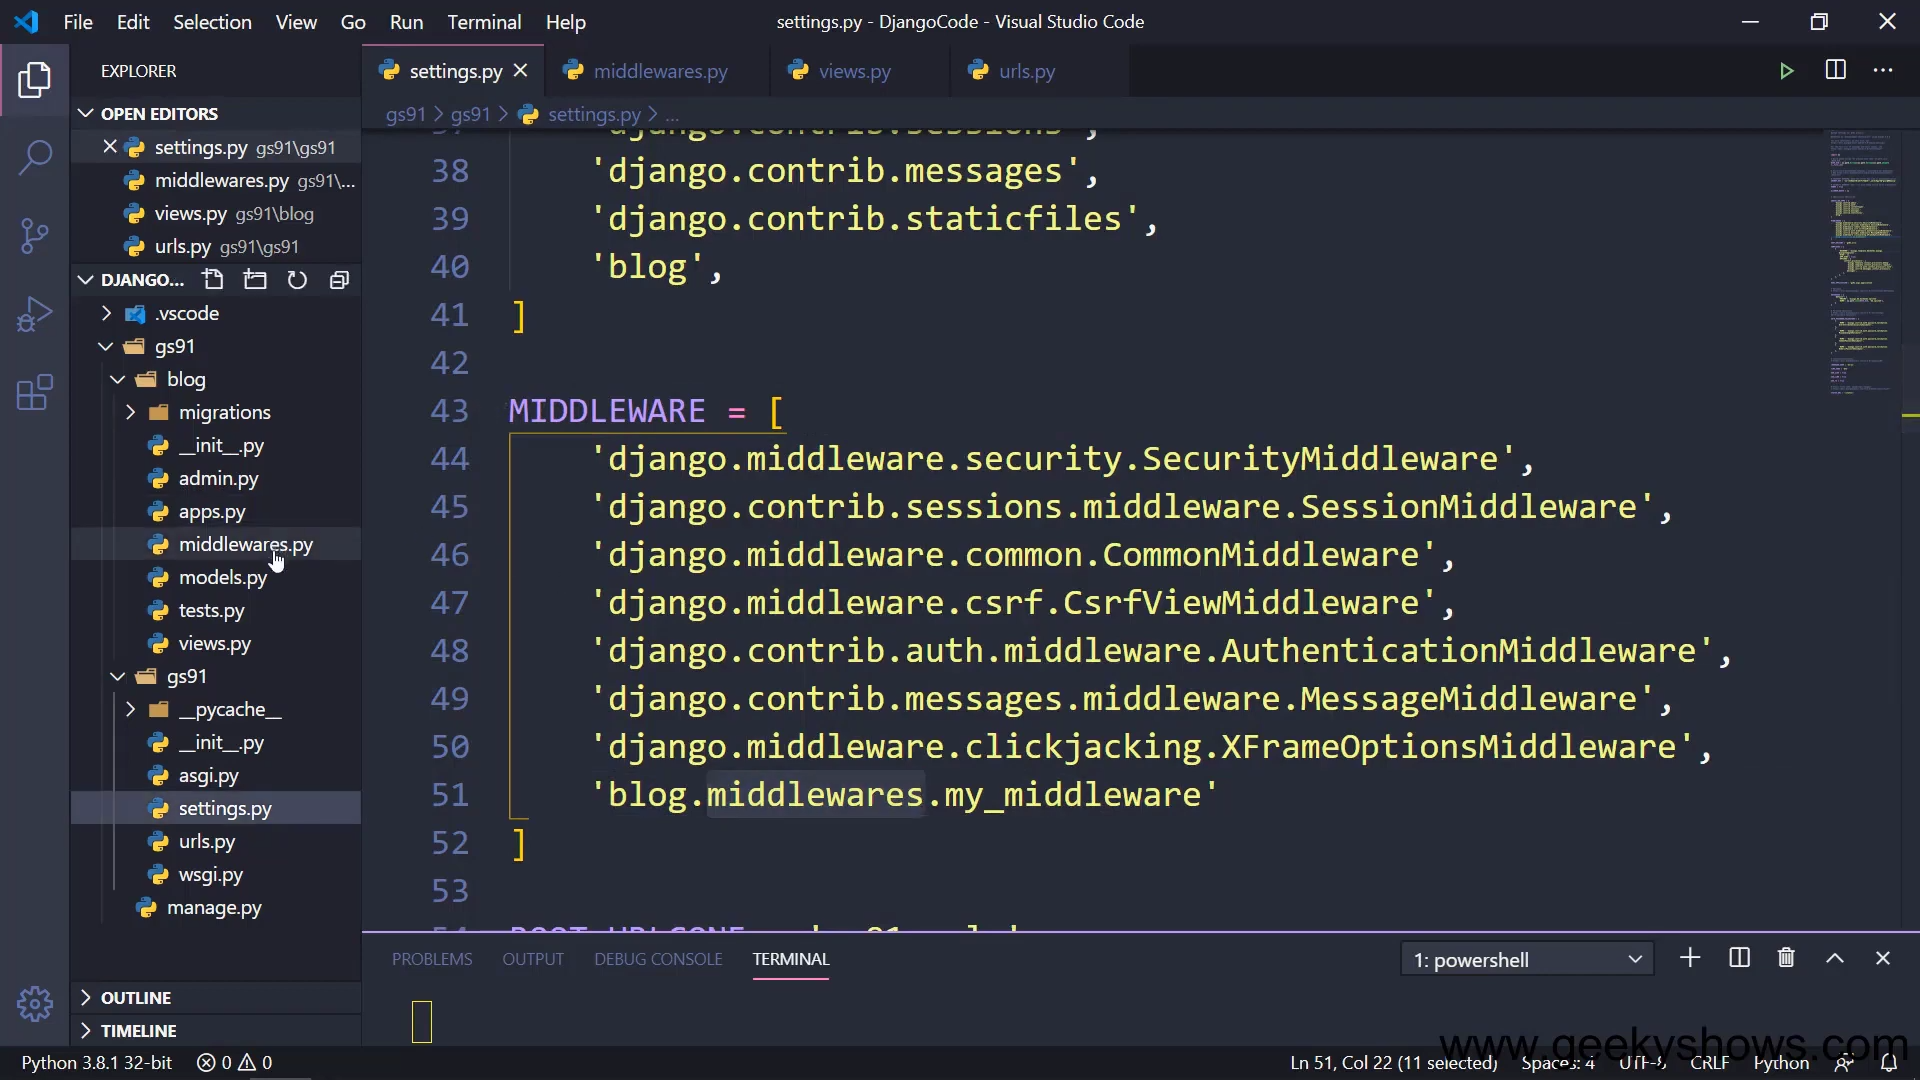 File Edit Selection View Go Run Terminal Help
settings.py - DjangoCode - Visual Studio Code
EXPLORER
OPEN EDITORS
settings.py gs91\gs91
middlewares.py gs91\...
views.py gs91\blog
urls.py gs91\gs91
DJANGO...
.vscode
gs91
blog
migrations
__init__.py
admin.py
apps.py
middlewares.py
models.py
tests.py
views.py
gs91
__pycache__
__init__.py
asgi.py
settings.py
urls.py
wsgi.py
manage.py
OUTLINE
TIMELINE
settings.py middlewares.py views.py urls.py
gs91 > gs91 > settings.py > ...
37 'django.contrib.sessions',
38 'django.contrib.messages',
39 'django.contrib.staticfiles',
40 'blog',
41 ]
42
43 MIDDLEWARE = [
44 'django.middleware.security.SecurityMiddleware',
45 'django.contrib.sessions.middleware.SessionMiddleware',
46 'django.middleware.common.CommonMiddleware',
47 'django.middleware.csrf.CsrfViewMiddleware',
48 'django.contrib.auth.middleware.AuthenticationMiddleware',
49 'django.contrib.messages.middleware.MessageMiddleware',
50 'django.middleware.clickjacking.XFrameOptionsMiddleware',
51 'blog.middlewares.my_middleware'
52 ]
53
PROBLEMS OUTPUT DEBUG CONSOLE TERMINAL
1: powershell
www.geekyshows.com
Python 3.8.1 32-bit 0 0
Ln 51, Col 22 (11 selected) Spaces: 4 UTF-8 CRLF Python